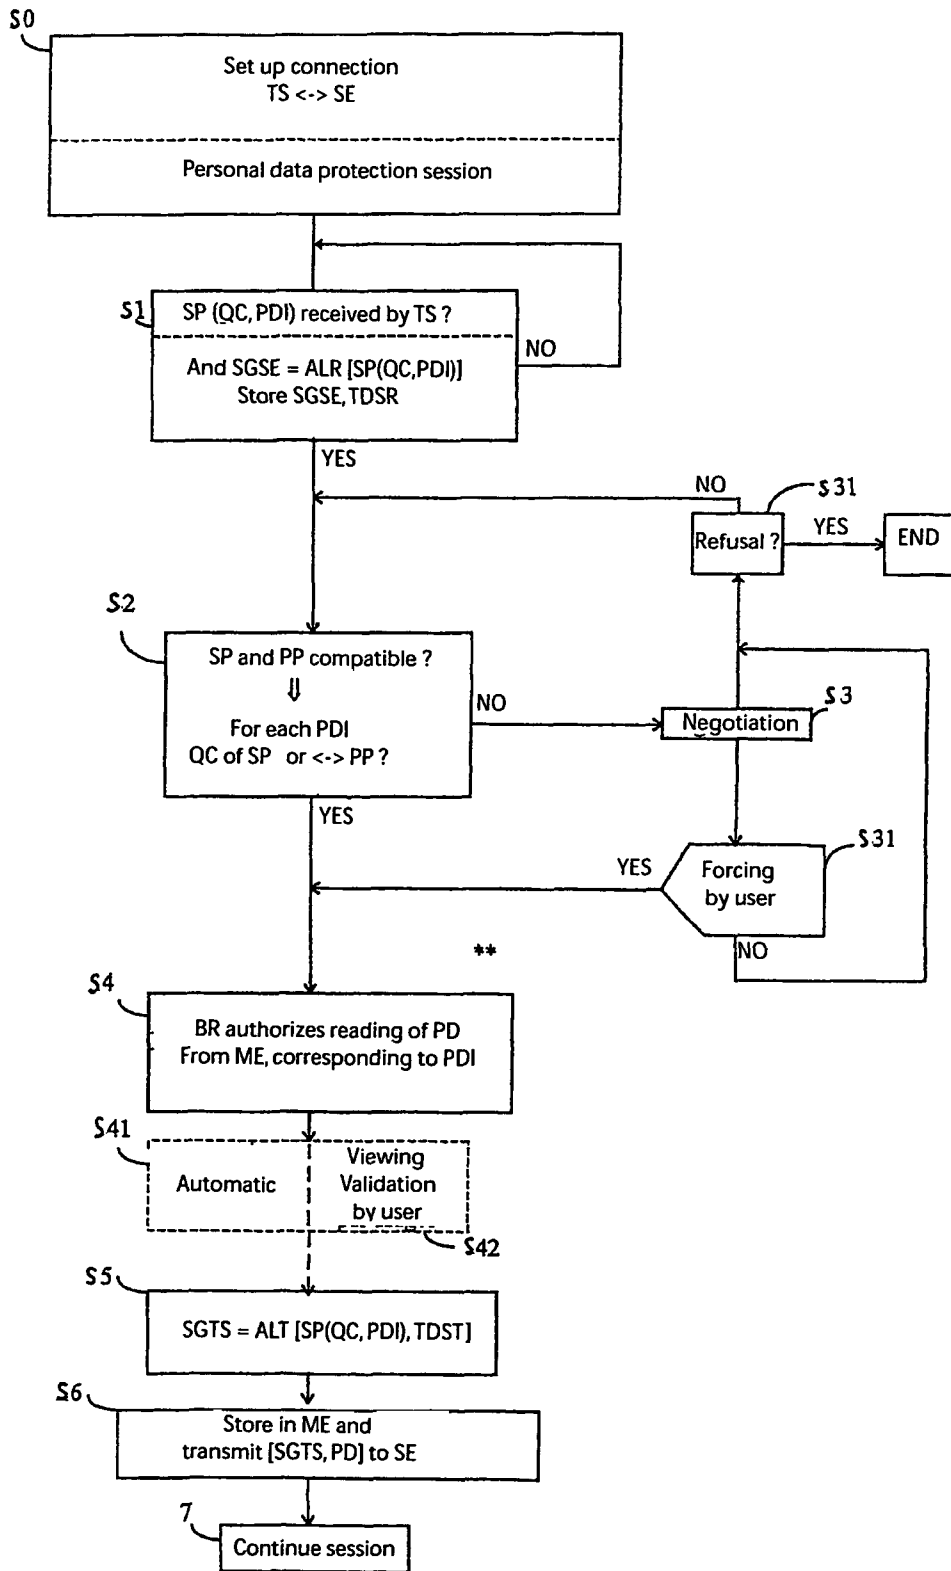 S0
Set up connection
TS <-> SE
Personal data protection session
S1
SP (QC, PDI) received by TS ?
And SGSE = ALR [SP(QC,PDI)]
Store SGSE, TDSR
NO
YES
NO
S31
Refusal ?
YES
END
S2
SP and PP compatible ?
⇓
For each PDI
QC of SP or <-> PP ?
NO
S3
Negotiation
YES
S31
Forcing
by user
YES
NO
**
S4
BR authorizes reading of PD
From ME, corresponding to PDI
S41
Automatic
Viewing
Validation
by user
S42
S5
SGTS = ALT [SP(QC, PDI), TDST]
S6
Store in ME and
transmit [SGTS, PD] to SE
7
Continue session